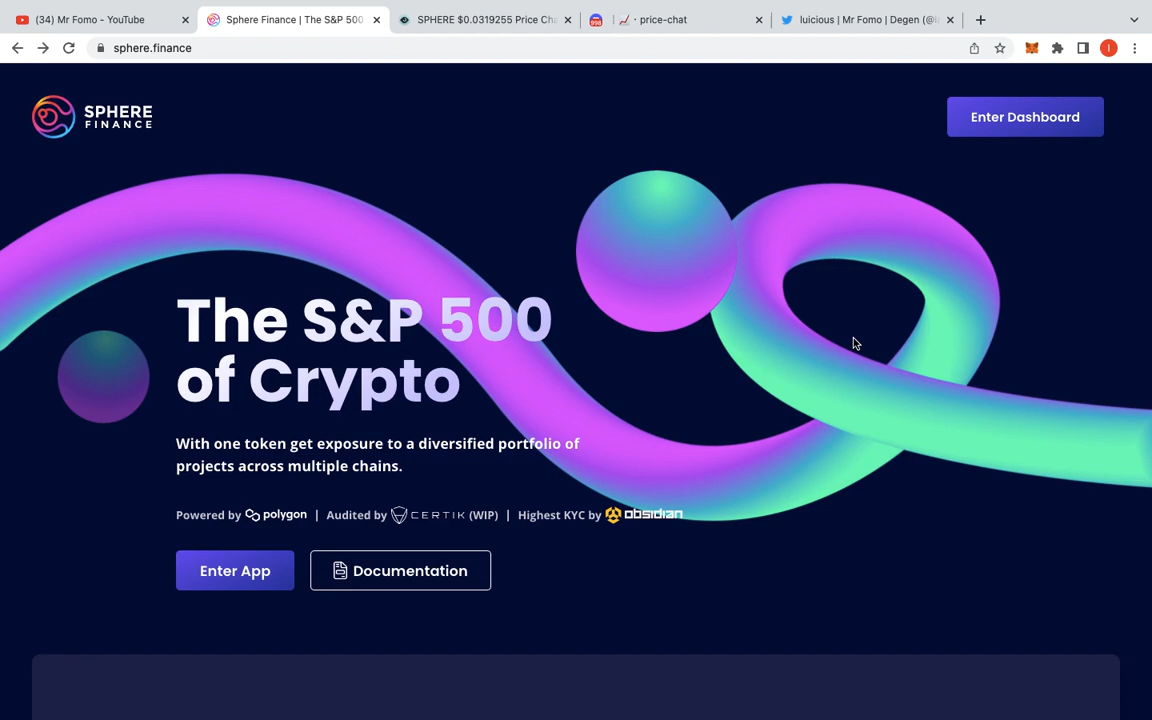 (34) Mr Fomo - YouTube
Sphere Finance | The S&P 500
SPHERE $0.0319255 Price Cha
998
price-chat
luicious | Mr Fomo | Degen (@l
sphere.finance
I
SPHERE
FINANCE
Enter Dashboard
The S&P 500
of Crypto
With one token get exposure to a diversified portfolio of
projects across multiple chains.
Powered by polygon | Audited by CERTIK (WIP) | Highest KYC by obsidian
Enter App
Documentation